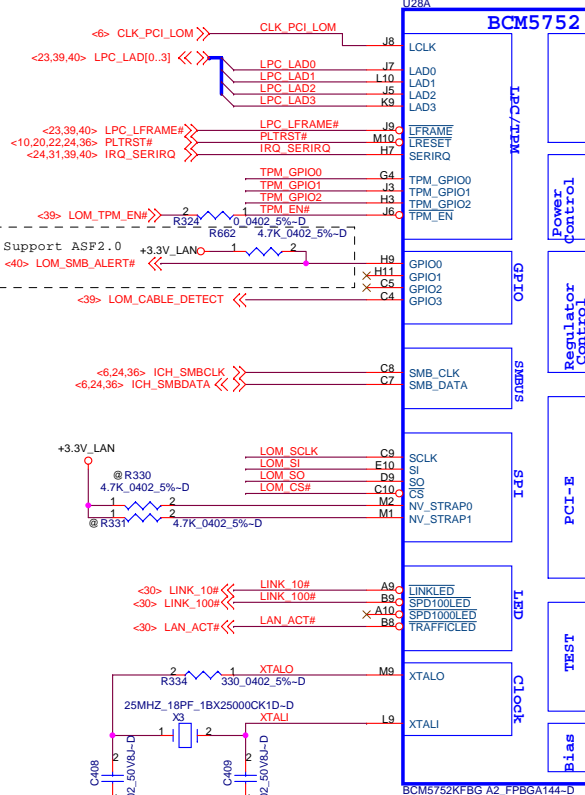 U28A
BCM5752
<6> CLK_PCI_LOM CLK_PCI_LOM J8 LCLK
<23,39,40> LPC_LAD[0..3]
LPC_LAD0 J7 LAD0
LPC_LAD1 L10 LAD1
LPC_LAD2 J5 LAD2
LPC_LAD3 K9 LAD3
<23,39,40> LPC_LFRAME# LPC_LFRAME# J9 LFRAME
<10,20,22,24,36> PLTRST# PLTRST# M10 LRESET
<24,31,39,40> IRQ_SERIRQ IRQ_SERIRQ H7 SERIRQ
LPC/TPM
TPM_GPIO0 G4 TPM_GPIO0
TPM_GPIO1 J3 TPM_GPIO1
TPM_GPIO2 H3 TPM_GPIO2
<39> LOM_TPM_EN# 2 1 TPM_EN# J6 TPM_EN
R324 0_0402_5%~D
Power Control
R662 4.7K_0402_5%~D
Support ASF2.0 +3.3V_LAN 1 2
<40> LOM_SMB_ALERT# H9 GPIO0
H11 GPIO1
C5 GPIO2
<39> LOM_CABLE_DETECT C4 GPIO3
GPIO
Regulator Control
<6,24,36> ICH_SMBCLK C8 SMB_CLK
<6,24,36> ICH_SMBDATA C7 SMB_DATA
SMBUS
+3.3V_LAN
LOM_SCLK C9 SCLK
LOM_SI E10 SI
LOM_SO D9 SO
LOM_CS# C10 CS
@R330
4.7K_0402_5%~D
1 2 M2 NV_STRAP0
1 2 M1 NV_STRAP1
@R331 4.7K_0402_5%~D
SPI
PCI-E
<30> LINK_10# LINK_10# A9 LINKLED
<30> LINK_100# LINK_100# B9 SPD100LED
A10 SPD1000LED
<30> LAN_ACT# LAN_ACT# B8 TRAFFICLED
LED
TEST
2 1 XTALO M9 XTALO
R334 330_0402_5%~D
25MHZ_18PF_1BX25000CK1D~D
X3 XTALI L9 XTALI
1 2
Clock
Bias
C408 2 02_50V8J~D
C409 2 02_50V8J~D
BCM5752KFBG A2_FPBGA144~D